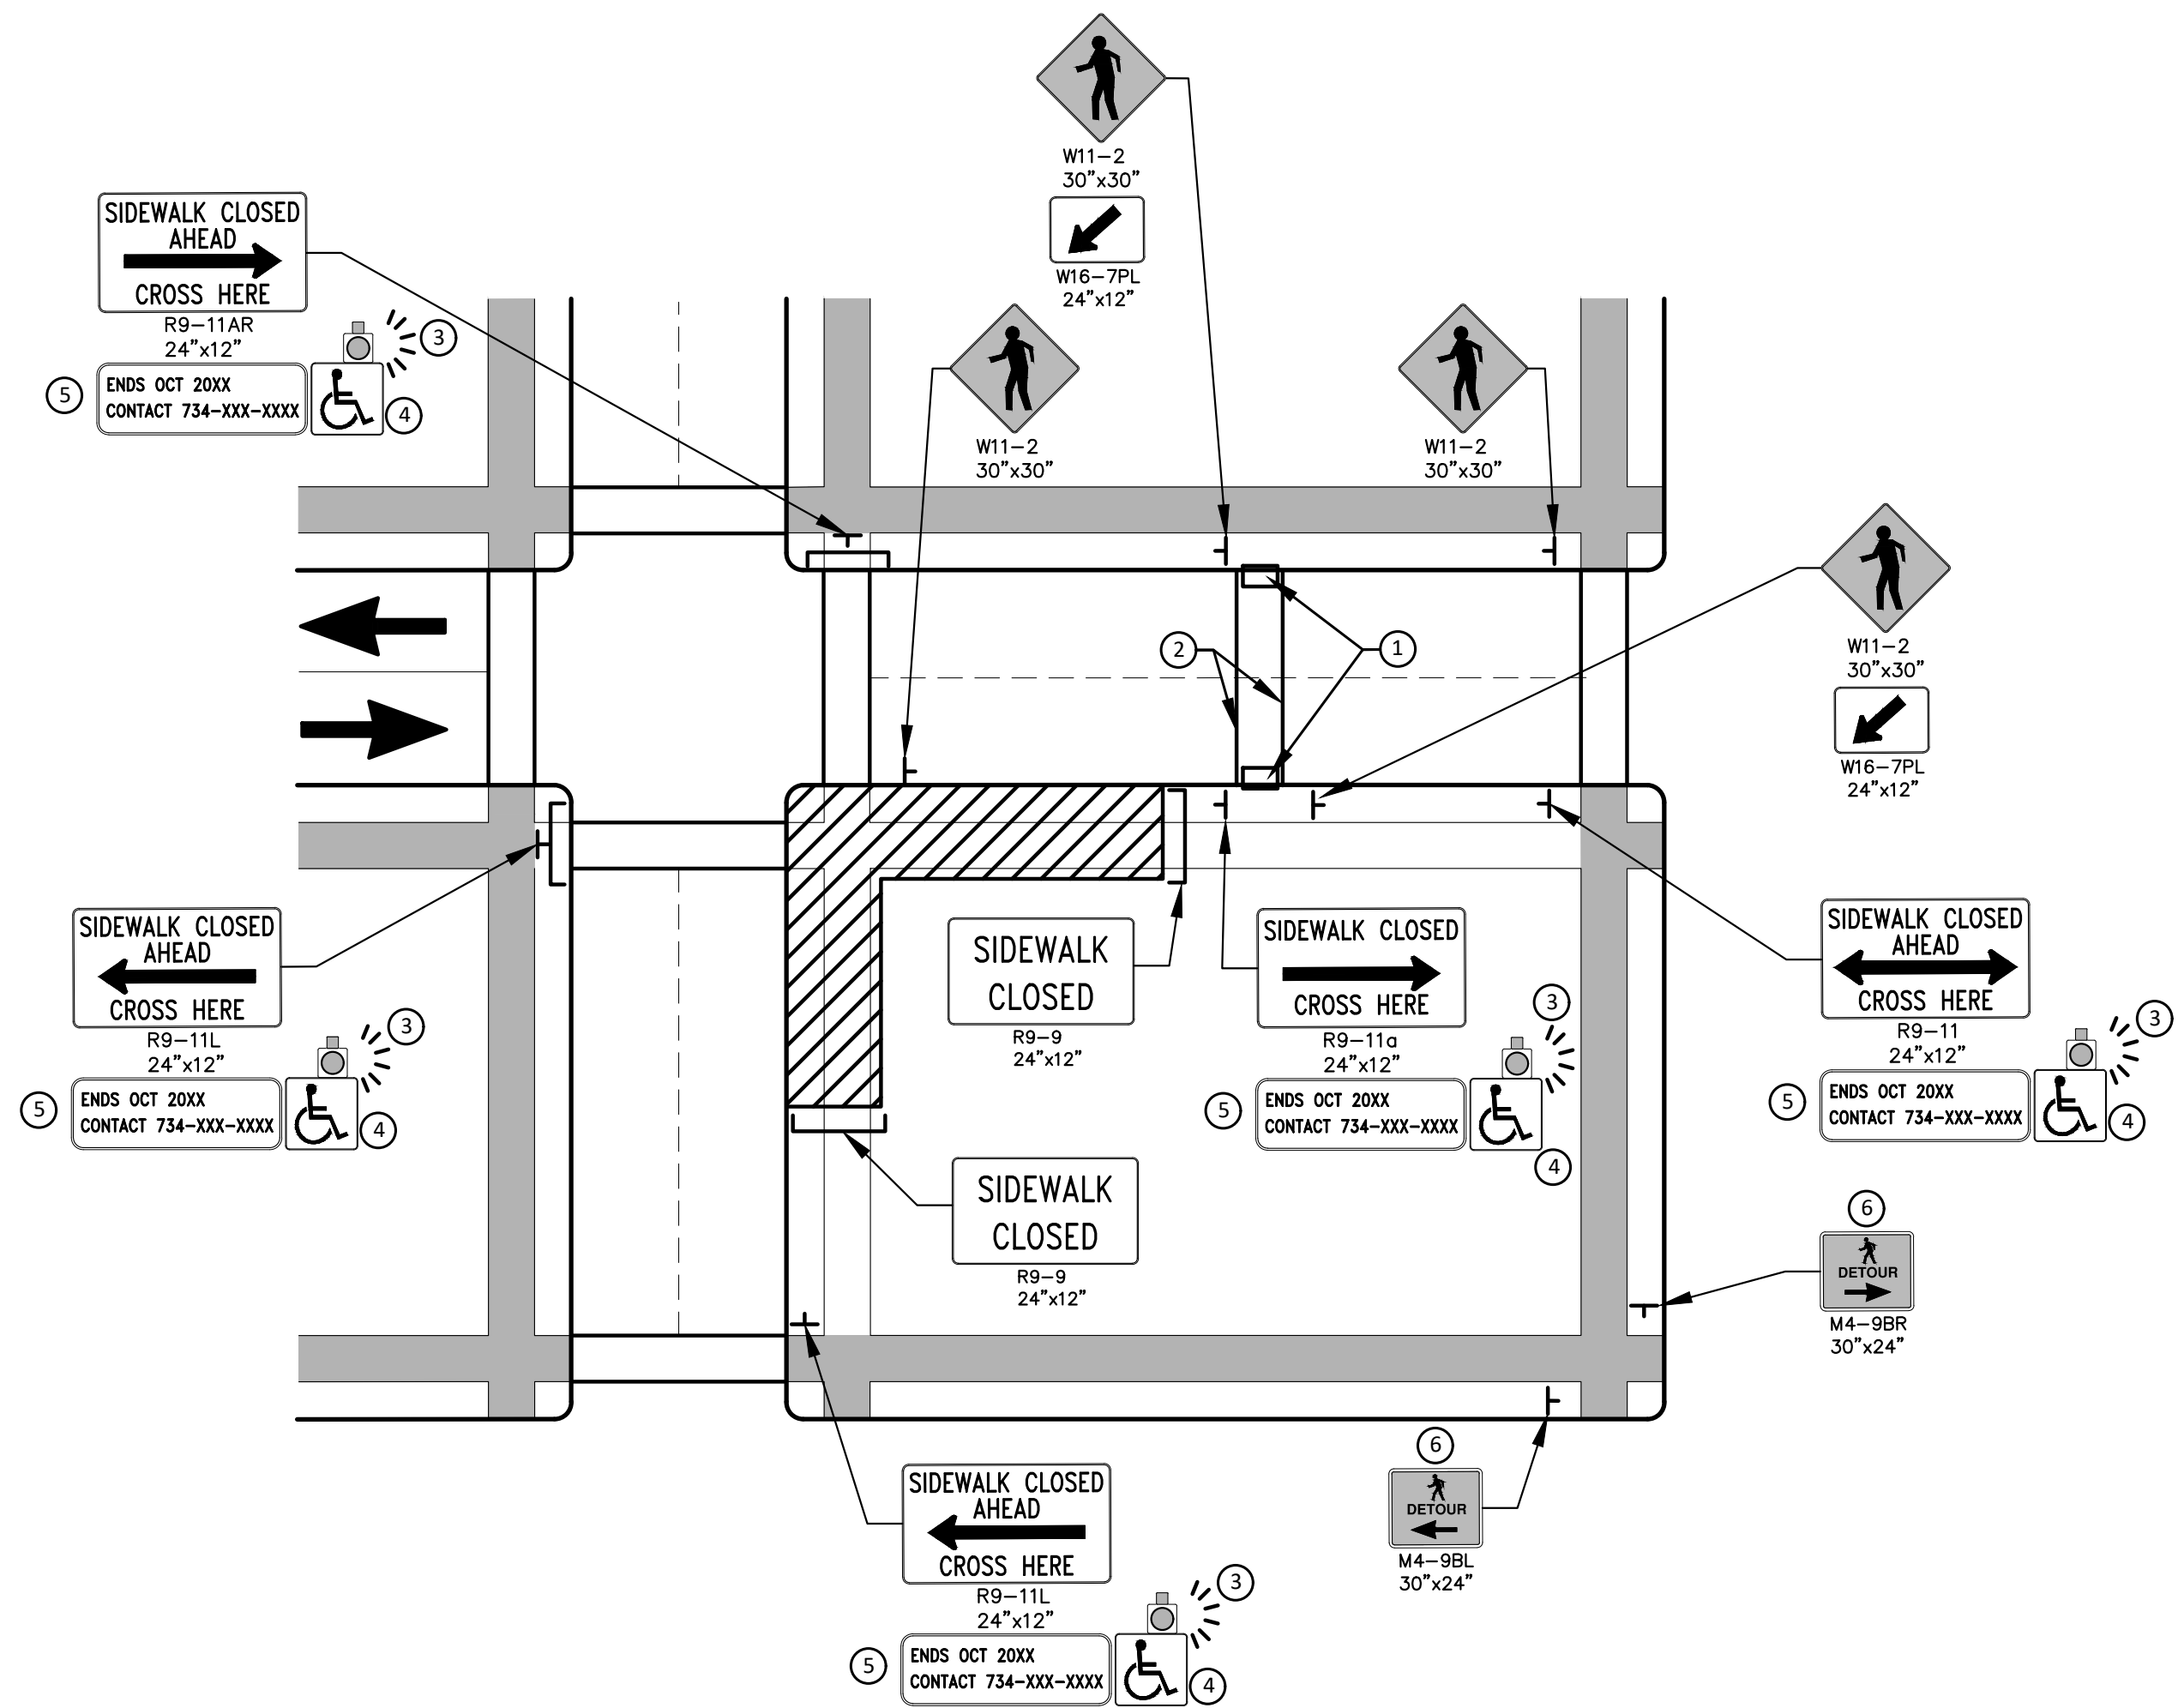 W11-2
30"x30"
W16-7PL
24"x12"
SIDEWALK CLOSED
AHEAD
CROSS HERE
R9-11AR
24"x12"
3
5
ENDS OCT 20XX
CONTACT 734-XXX-XXXX
4
W11-2
30"x30"
W11-2
30"x30"
2
1
W11-2
30"x30"
W16-7PL
24"x12"
SIDEWALK CLOSED
AHEAD
CROSS HERE
R9-11L
24"x12"
3
5
ENDS OCT 20XX
CONTACT 734-XXX-XXXX
4
SIDEWALK
CLOSED
R9-9
24"x12"
SIDEWALK CLOSED
CROSS HERE
R9-11a
24"x12"
3
5
ENDS OCT 20XX
CONTACT 734-XXX-XXXX
4
SIDEWALK CLOSED
AHEAD
CROSS HERE
R9-11
24"x12"
3
5
ENDS OCT 20XX
CONTACT 734-XXX-XXXX
4
SIDEWALK
CLOSED
R9-9
24"x12"
6
DETOUR
M4-9BR
30"x24"
6
DETOUR
M4-9BL
30"x24"
SIDEWALK CLOSED
AHEAD
CROSS HERE
R9-11L
24"x12"
3
5
ENDS OCT 20XX
CONTACT 734-XXX-XXXX
4